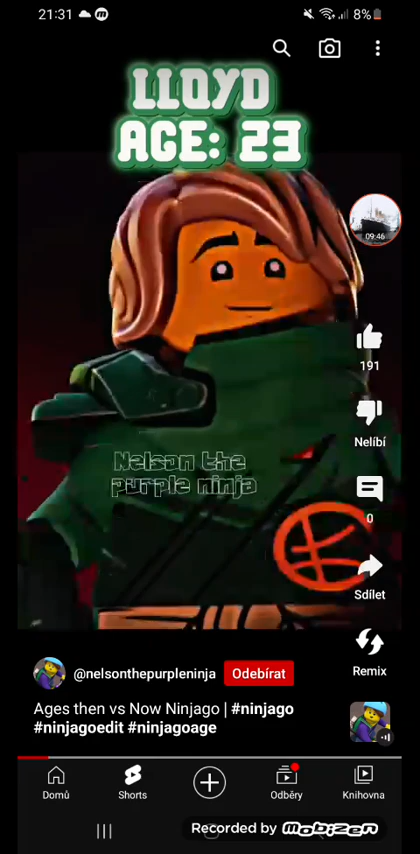 21:31
8%
LLOYD
AGE: 23
09:46
191
Nelibí
Nelson the
purple ninja
0
Sdílet
Remix
@nelsonthepurpleninja
Odebírat
Ages then vs Now Ninjago | #ninjago
#ninjagoedit #ninjagoage
Domů
Shorts
Odběry
Knihovna
Recorded by mobizen